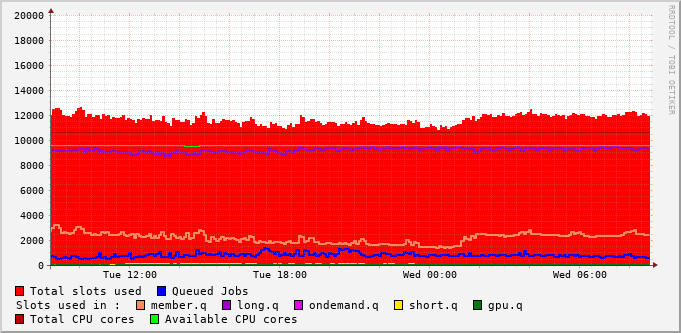 RRDTOOL / TOBI OETIKER
20000
18000
16000
14000
12000
10000
8000
6000
4000
2000
0
Tue 12:00 Tue 18:00 Wed 00:00 Wed 06:00
Total slots used Queued Jobs
Slots used in : member.q long.q ondemand.q short.q gpu.q
Total CPU cores Available CPU cores